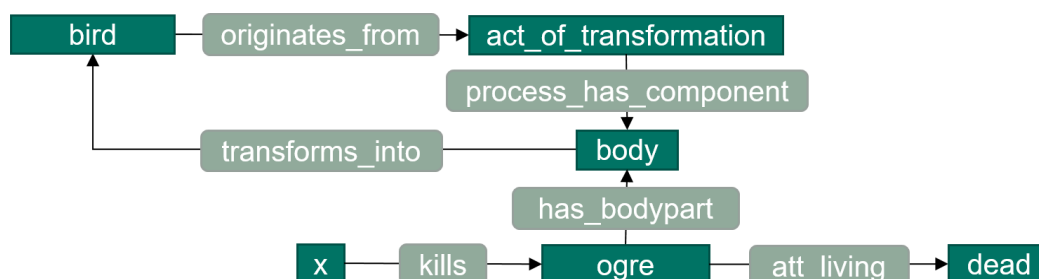 bird originates_from act_of_transformation
process_has_component
transforms_into body
has_bodypart
x kills ogre att_living dead